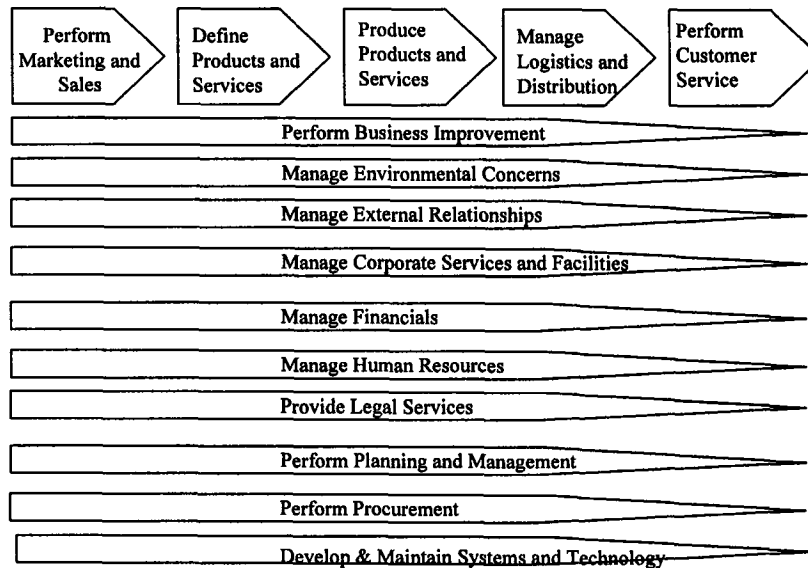 Perform
Marketing and
Sales
Define
Products and
Services
Produce
Products and
Services
Manage
Logistics and
Distribution
Perform
Customer
Service
Perform Business Improvement
Manage Environmental Concerns
Manage External Relationships
Manage Corporate Services and Facilities
Manage Financials
Manage Human Resources
Provide Legal Services
Perform Planning and Management
Perform Procurement
Develop & Maintain Systems and Technology